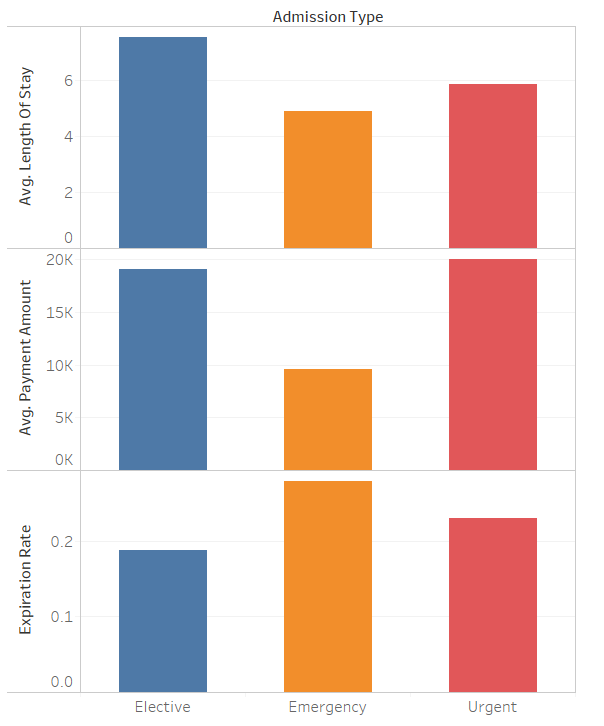 Admission Type
Avg. Length Of Stay
6
4
2
0
Avg. Payment Amount
20K
15K
10K
5K
0K
Expiration Rate
0.2
0.1
0.0
Elective Emergency Urgent